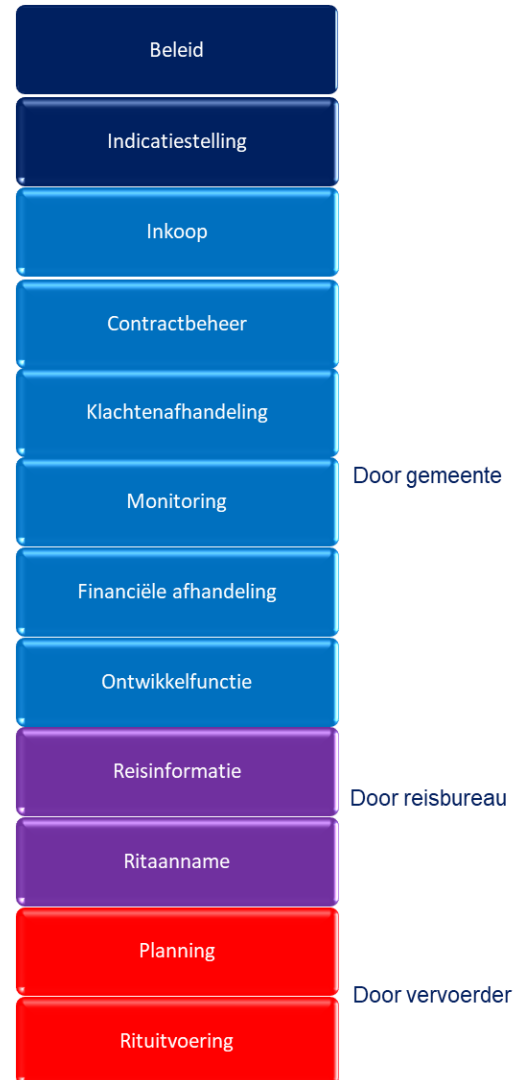 Beleid
Indicatiestelling
Inkoop
Contractbeheer
Klachtenafhandeling
Door gemeente
Monitoring
Financiële afhandeling
Ontwikkelfunctie
Reisinformatie
Door reisbureau
Ritaanname
Planning
Door vervoerder
Rituitvoering